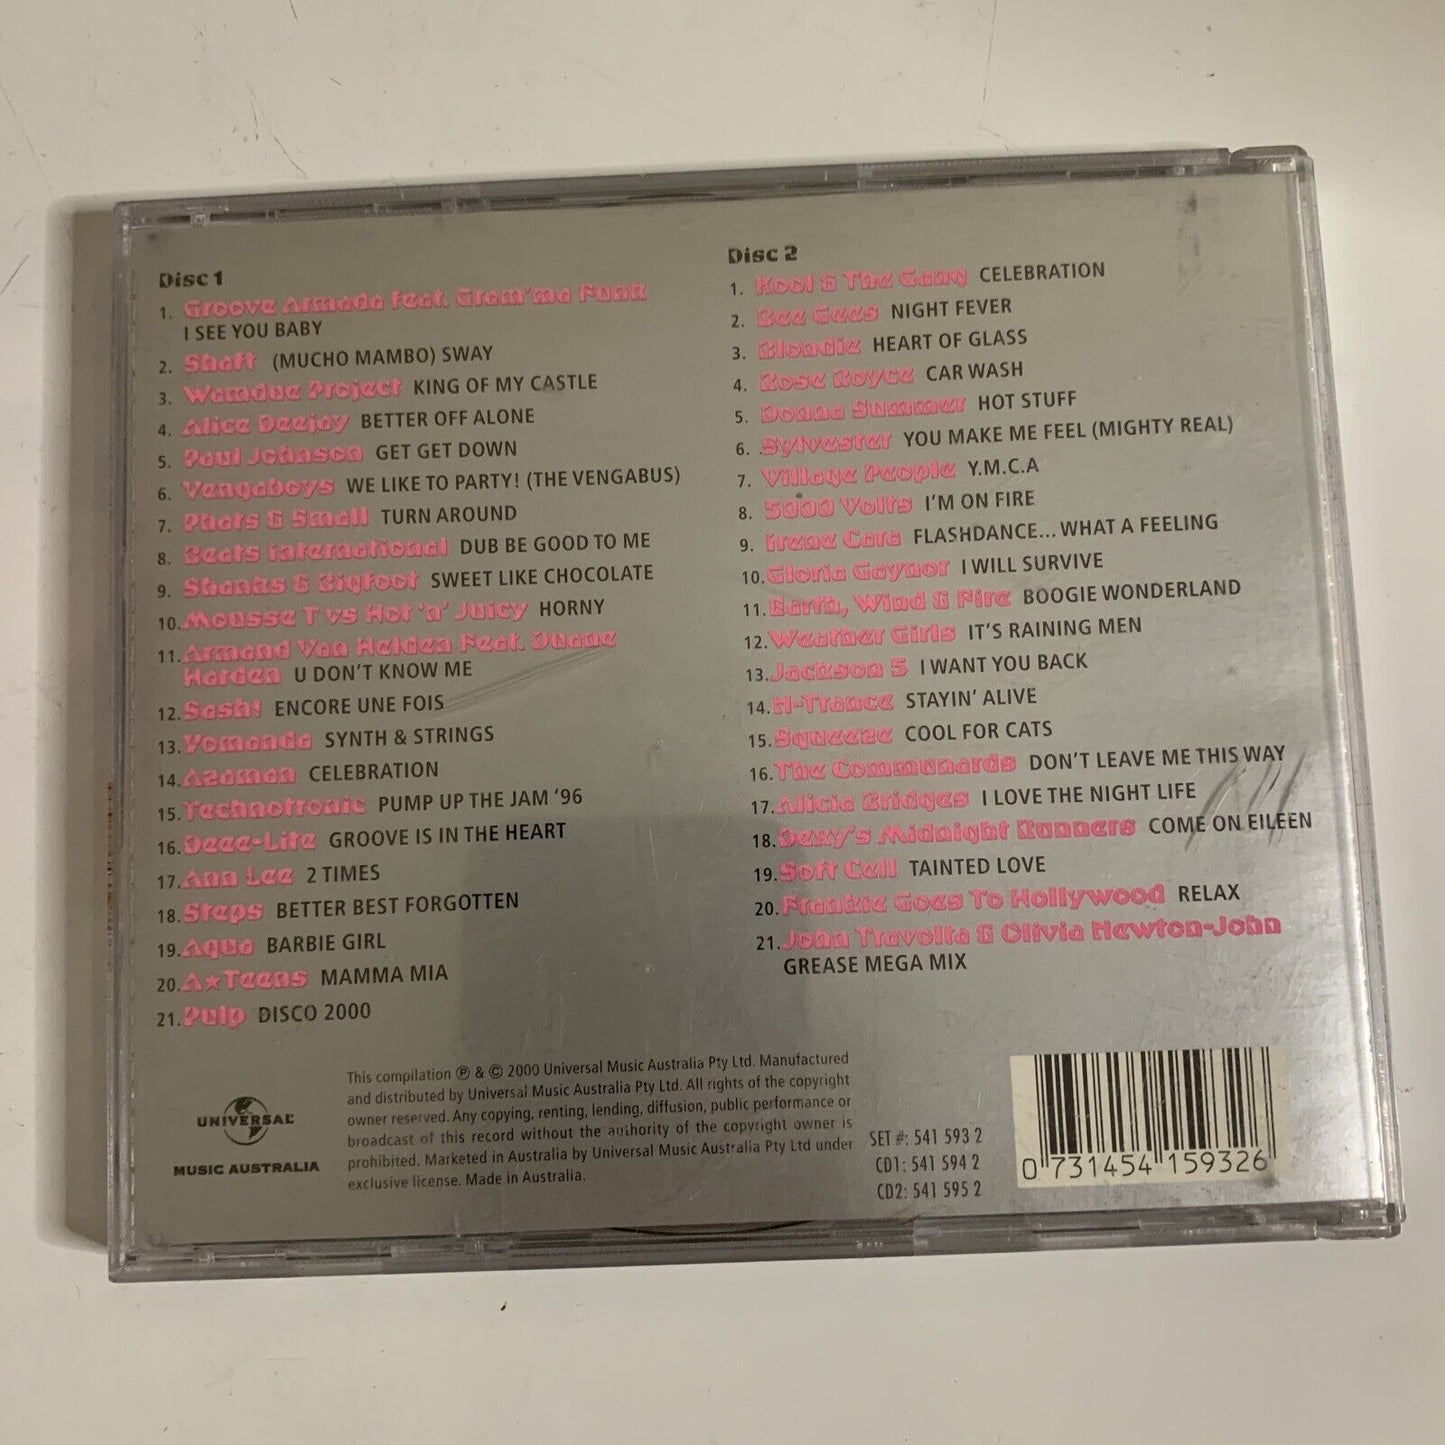 Disc 1
1. Groove Armada feat. Gram'ma Funk
I SEE YOU BABY
2. Shaft (MUCHO MAMBO) SWAY
3. Wamdue Project KING OF MY CASTLE
4. Alice Deejay BETTER OFF ALONE
5. Paul Johnson GET GET DOWN
6. Vengaboys WE LIKE TO PARTY! (THE VENGABUS)
7. Phats & Small TURN AROUND
8. Beats international DUB BE GOOD TO ME
9. Shanks & Bigfoot SWEET LIKE CHOCOLATE
10. Mousse T vs Hot 'n' Juicy HORNY
11. Armand Van Helden Feat. Duane
Harden U DON'T KNOW ME
12. Sash! ENCORE UNE FOIS
13. Yomanda SYNTH & STRINGS
14. Azaman CELEBRATION
15. Technotronic PUMP UP THE JAM '96
16. Deee-Lite GROOVE IS IN THE HEART
17. Ann Lee 2 TIMES
18. Steps BETTER BEST FORGOTTEN
19. Aqua BARBIE GIRL
20. A★Teens MAMMA MIA
21. Pulp DISCO 2000
Disc 2
1. Kool & The Gang CELEBRATION
2. Bee Gees NIGHT FEVER
3. Blondie HEART OF GLASS
4. Rose Royce CAR WASH
5. Donna Summer HOT STUFF
6. Sylvester YOU MAKE ME FEEL (MIGHTY REAL)
7. Village People Y.M.C.A
8. 5000 Volts I'M ON FIRE
9. Irene Cara FLASHDANCE... WHAT A FEELING
10. Gloria Gaynor I WILL SURVIVE
11. Earth, Wind & Fire BOOGIE WONDERLAND
12. Weather Girls IT'S RAINING MEN
13. Jackson 5 I WANT YOU BACK
14. N-Trance STAYIN' ALIVE
15. Squeeze COOL FOR CATS
16. The Communards DON'T LEAVE ME THIS WAY
17. Alicia Bridges I LOVE THE NIGHT LIFE
18. Dexy's Midnight Runners COME ON EILEEN
19. Soft Cell TAINTED LOVE
20. Frankie Goes To Hollywood RELAX
21. John Travolta & Olivia Newton-John
GREASE MEGA MIX
UNIVERSAL
MUSIC AUSTRALIA
This compilation ℗ & © 2000 Universal Music Australia Pty Ltd. Manufactured
and distributed by Universal Music Australia Pty Ltd. All rights of the copyright
owner reserved. Any copying, renting, lending, diffusion, public performance or
broadcast of this record without the authority of the copyright owner is
prohibited. Marketed in Australia by Universal Music Australia Pty Ltd under
exclusive license. Made in Australia.
SET #: 541 593 2
CD1: 541 594 2
CD2: 541 595 2
0 731454 159326